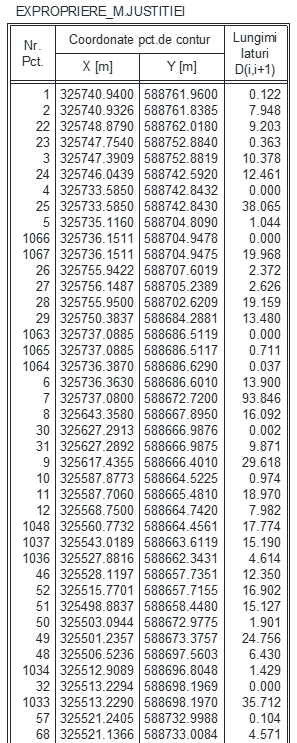 EXPROPRIERE_M.JUSTITIEI
Nr. Pct. Coordonate pct.de contur Lungimi laturi D(i,i+1)
X [m] Y [m]
1 325740.9400 588761.9600 0.122
2 325740.9326 588761.8385 7.948
22 325748.8790 588762.0180 9.203
23 325747.7540 588752.8840 0.363
3 325747.3909 588752.8819 10.378
24 325746.0439 588742.5920 12.461
4 325733.5850 588742.8432 0.000
25 325733.5850 588742.8430 38.065
5 325735.1160 588704.8090 1.044
1066 325736.1511 588704.9478 0.000
1067 325736.1511 588704.9475 19.968
26 325755.9422 588707.6019 2.372
27 325756.1487 588705.2389 2.626
28 325755.9500 588702.6209 19.159
29 325750.3837 588684.2881 13.480
1063 325737.0885 588686.5119 0.000
1065 325737.0885 588686.5117 0.711
1064 325736.3870 588686.6290 0.037
6 325736.3630 588686.6010 13.900
7 325737.0800 588672.7200 93.846
8 325643.3580 588667.8950 16.092
30 325627.2913 588666.9876 0.002
31 325627.2892 588666.9875 9.871
9 325617.4355 588666.4010 29.618
10 325587.8773 588664.5225 0.974
11 325587.7060 588665.4810 18.970
12 325568.7500 588664.7420 7.982
1048 325560.7732 588664.4561 17.774
1037 325543.0189 588663.6119 15.190
1036 325527.8816 588662.3431 4.614
46 325528.1197 588657.7351 12.350
52 325515.7701 588657.7155 16.902
51 325498.8837 588658.4480 15.127
50 325503.0944 588672.9775 1.901
49 325501.2357 588673.3757 24.756
48 325506.5236 588697.5603 6.430
1034 325512.9089 588696.8048 1.429
32 325513.2294 588698.1969 0.000
1033 325513.2290 588698.1970 35.712
57 325521.2405 588732.9988 0.104
68 325521.1366 588733.0084 4.571